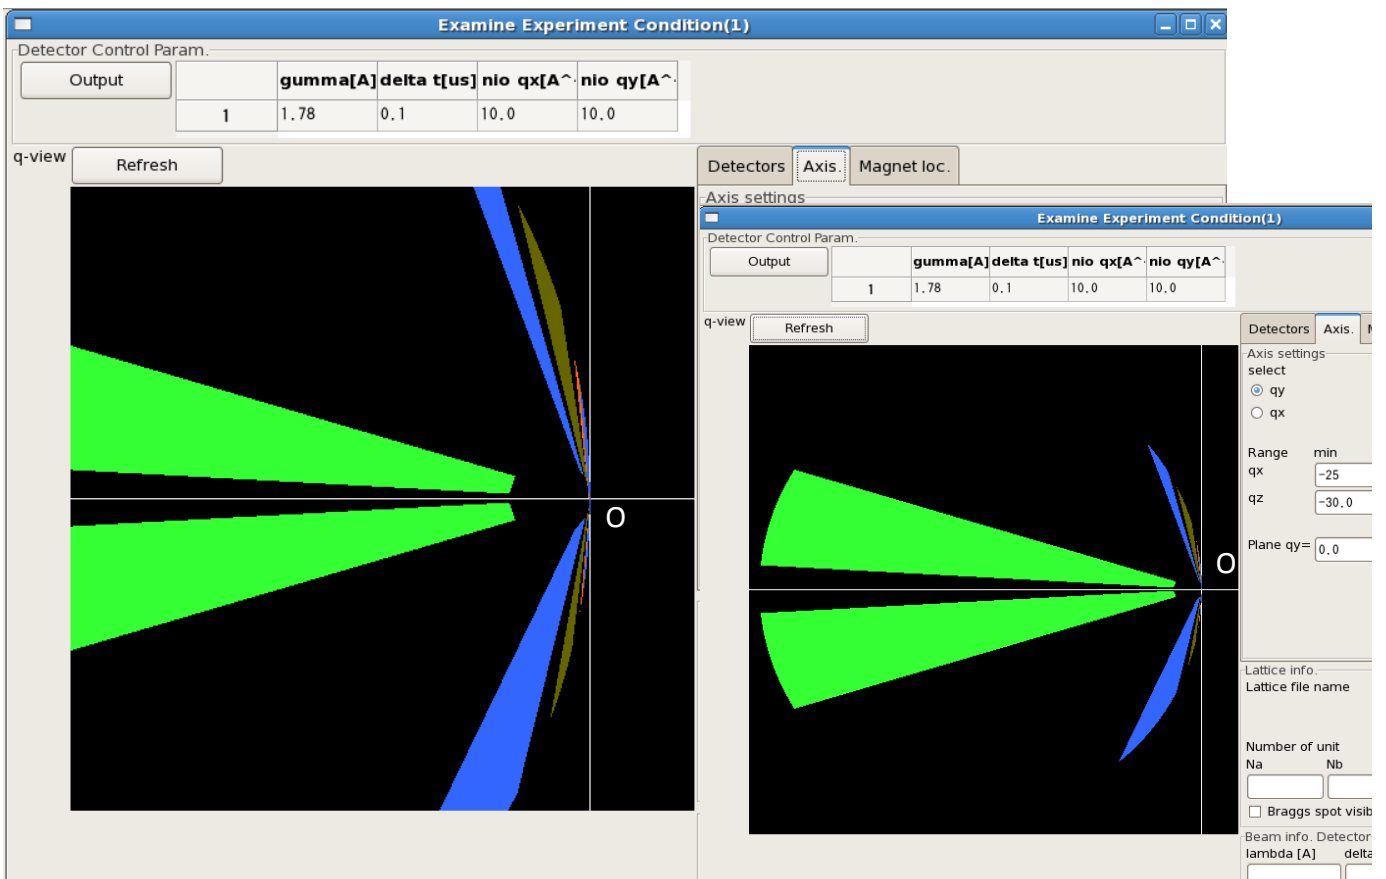 Examine Experiment Condition(1)
Detector Control Param.
Output
gumma[A] delta t[us] nio qx[A^- nio qy[A^-
1 1.78 0.1 10.0 10.0
q-view
Refresh
Detectors Axis. Magnet loc.
Axis settings
O
Examine Experiment Condition(1)
Detector Control Param.
Output
gumma[A] delta t[us] nio qx[A^- nio qy[A^-
1 1.78 0.1 10.0 10.0
q-view
Refresh
Detectors Axis.
Axis settings
select
qy
qx
Range min
qx -25
qz -30.0
Plane qy= 0.0
O
Lattice info.
Lattice file name
Number of unit
Na Nb
Braggs spot visib
Beam info. Detector
lambda [A] delta